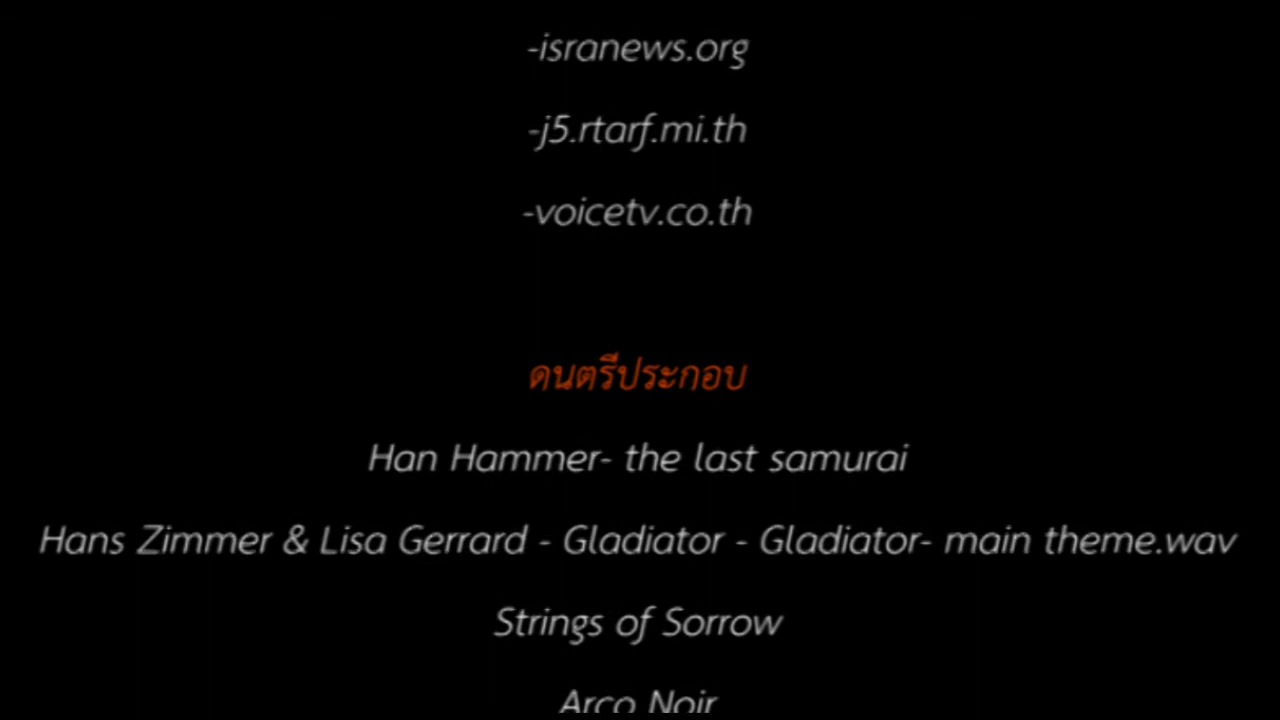 -isranews.org
-j5.rtarf.mi.th
-voicetv.co.th
ดนตรีประกอบ
Han Hammer- the last samurai
Hans Zimmer & Lisa Gerrard - Gladiator - Gladiator- main theme.wav
Strings of Sorrow
Arco Noir